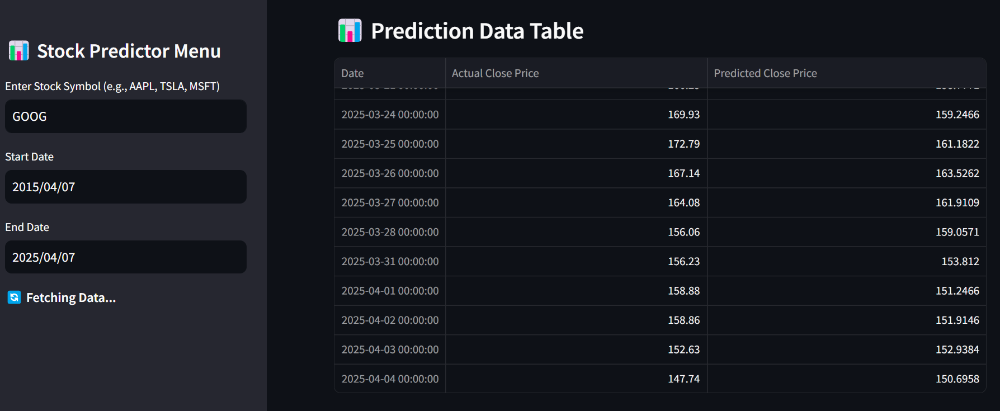 Stock Predictor Menu
Enter Stock Symbol (e.g., AAPL, TSLA, MSFT)
GOOG
Start Date
2015/04/07
End Date
2025/04/07
Fetching Data...
Prediction Data Table
Date Actual Close Price Predicted Close Price
2025-03-24 00:00:00 169.93 159.2466
2025-03-25 00:00:00 172.79 161.1822
2025-03-26 00:00:00 167.14 163.5262
2025-03-27 00:00:00 164.08 161.9109
2025-03-28 00:00:00 156.06 159.0571
2025-03-31 00:00:00 156.23 153.812
2025-04-01 00:00:00 158.88 151.2466
2025-04-02 00:00:00 158.86 151.9146
2025-04-03 00:00:00 152.63 152.9384
2025-04-04 00:00:00 147.74 150.6958